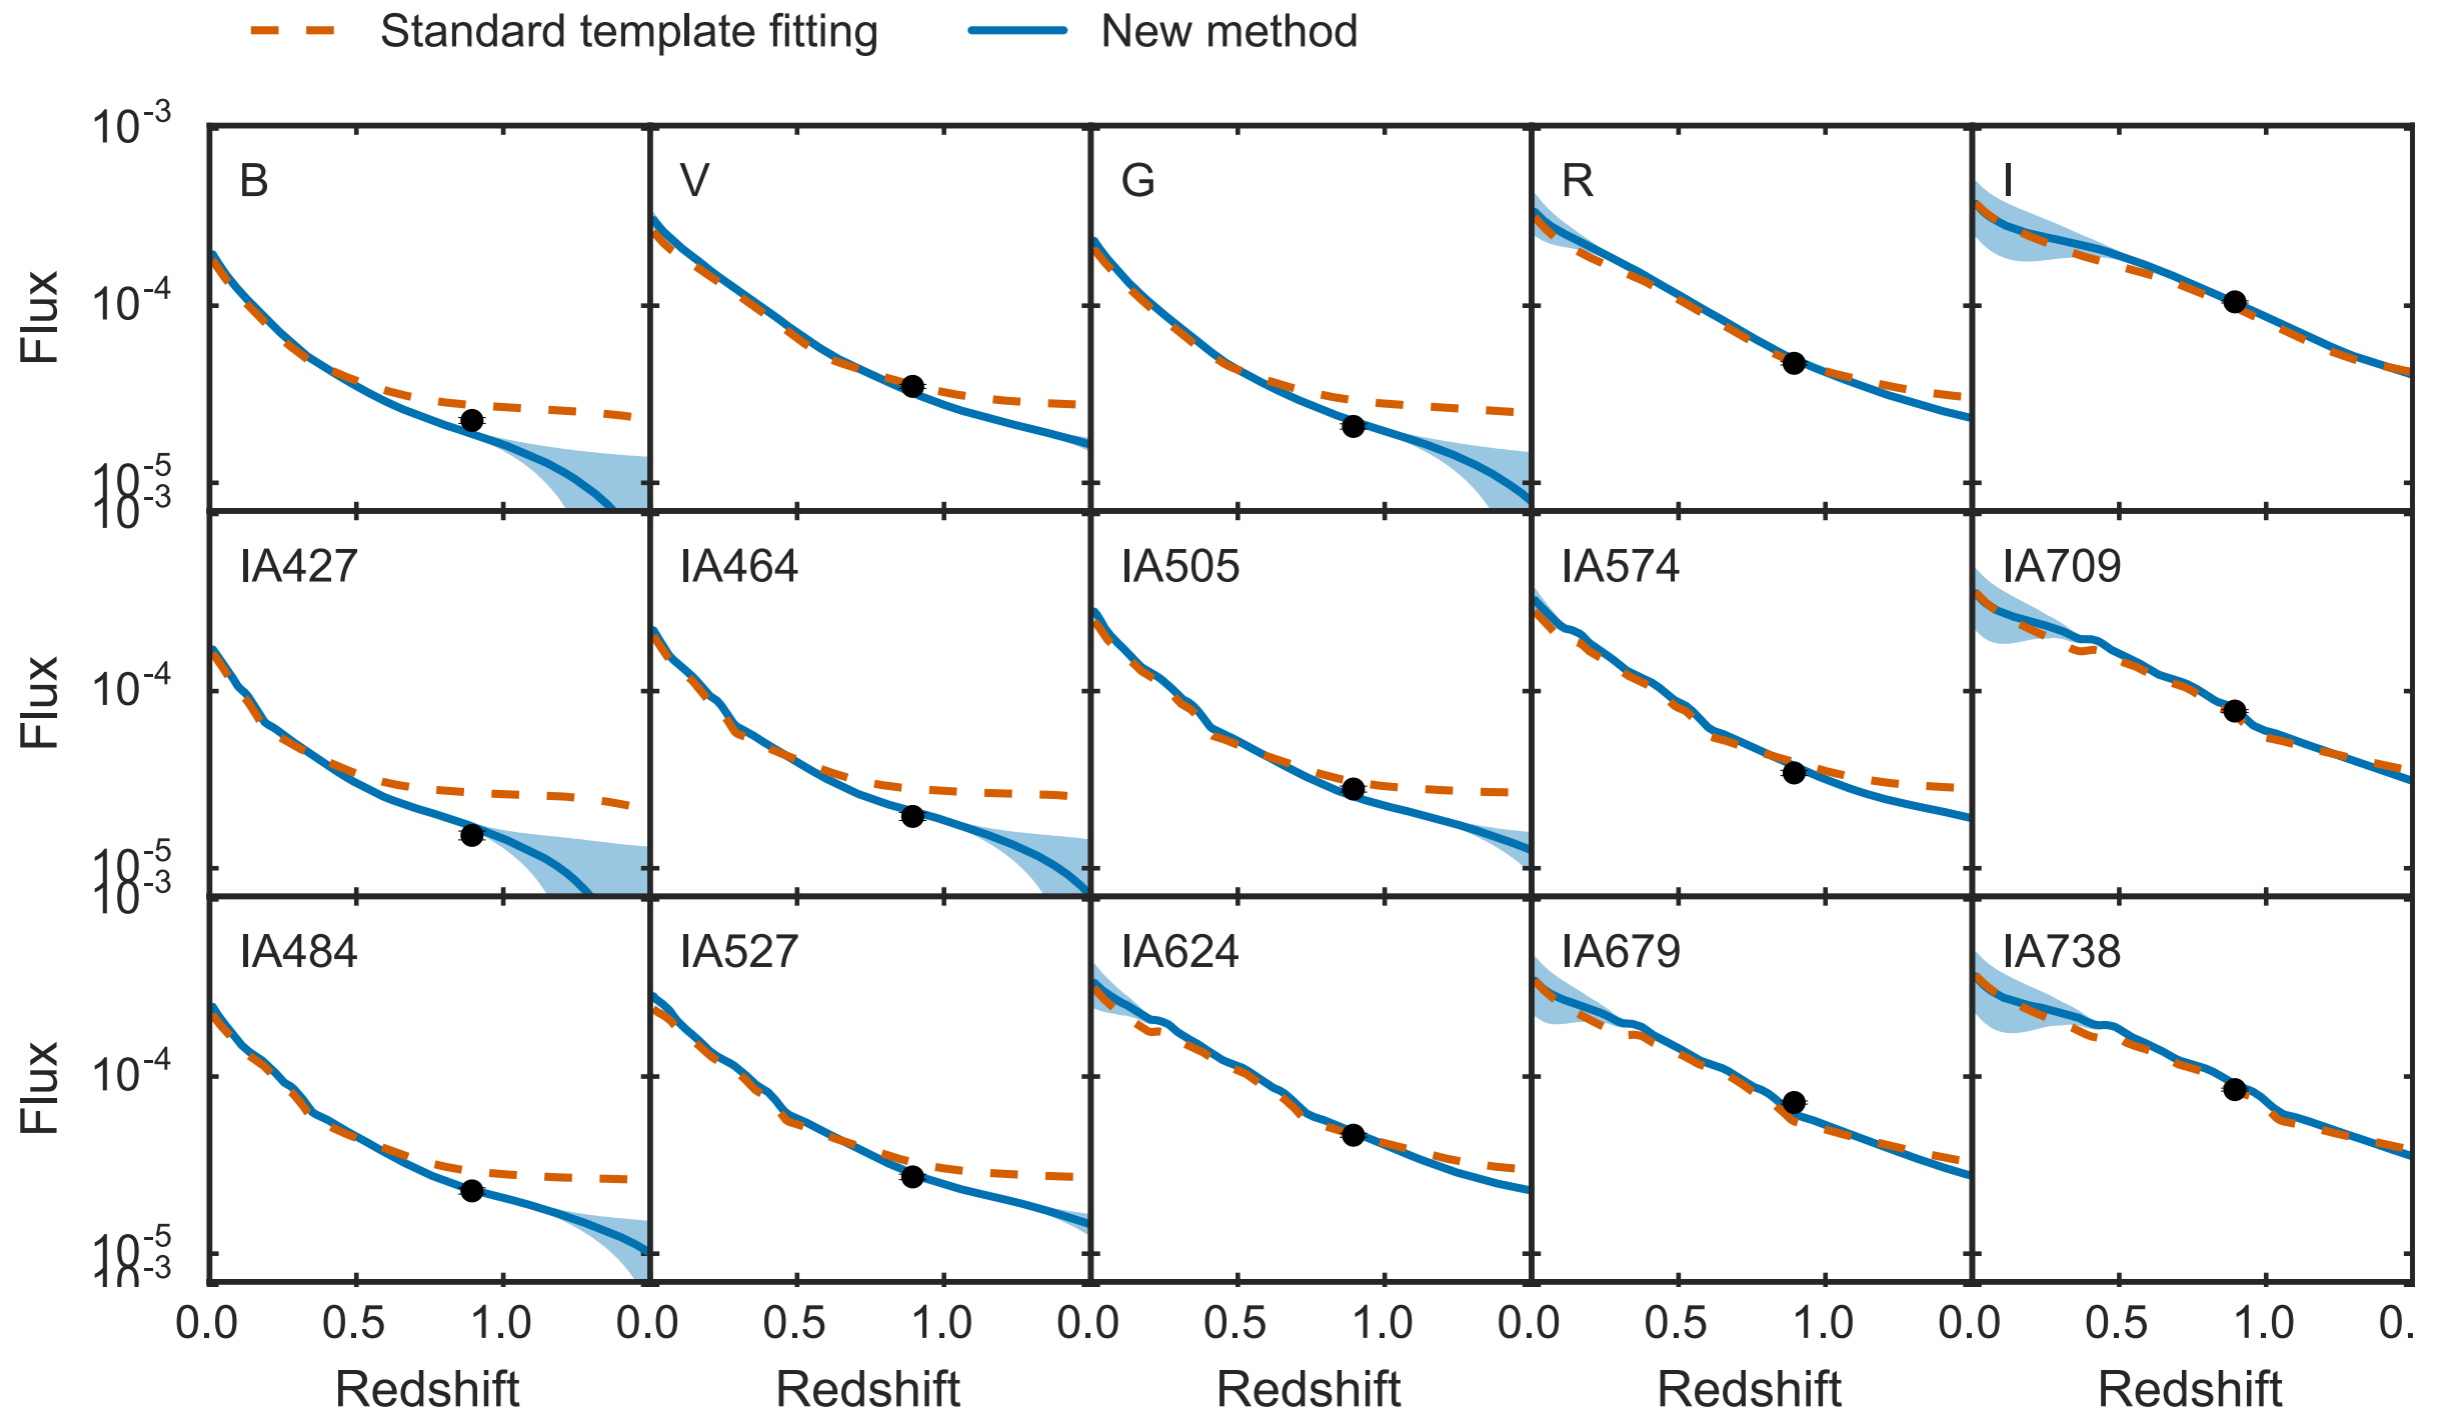 Standard template fitting New method
10-3
B V G R I
Flux
10-4
10-5
10-3
IA427 IA464 IA505 IA574 IA709
Flux
10-4
10-5
10-3
IA484 IA527 IA624 IA679 IA738
Flux
10-4
10-5
10-3
0.0 0.5 1.0 0.0 0.5 1.0 0.0 0.5 1.0 0.0 0.5 1.0 0.0 0.5 1.0 0.
Redshift Redshift Redshift Redshift Redshift